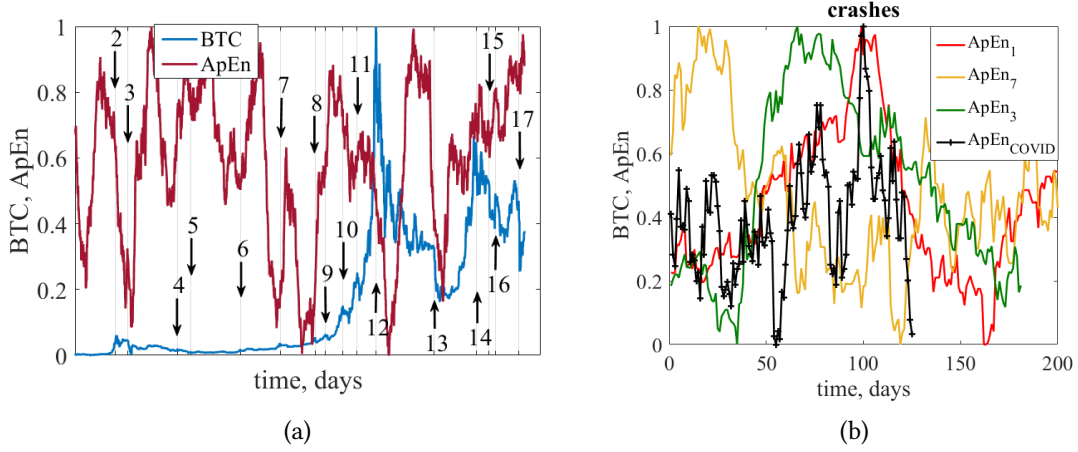 BTC
ApEn
2
3
4
5
6
7
8
9
10
11
12
13
14
15
16
17
1
0.8
0.6
0.4
0.2
0
BTC, ApEn
time, days
(a)
crashes
ApEn1
ApEn7
ApEn3
ApEnCOVID
1
0.8
0.6
0.4
0.2
0
BTC, ApEn
0 50 100 150 200
time, days
(b)